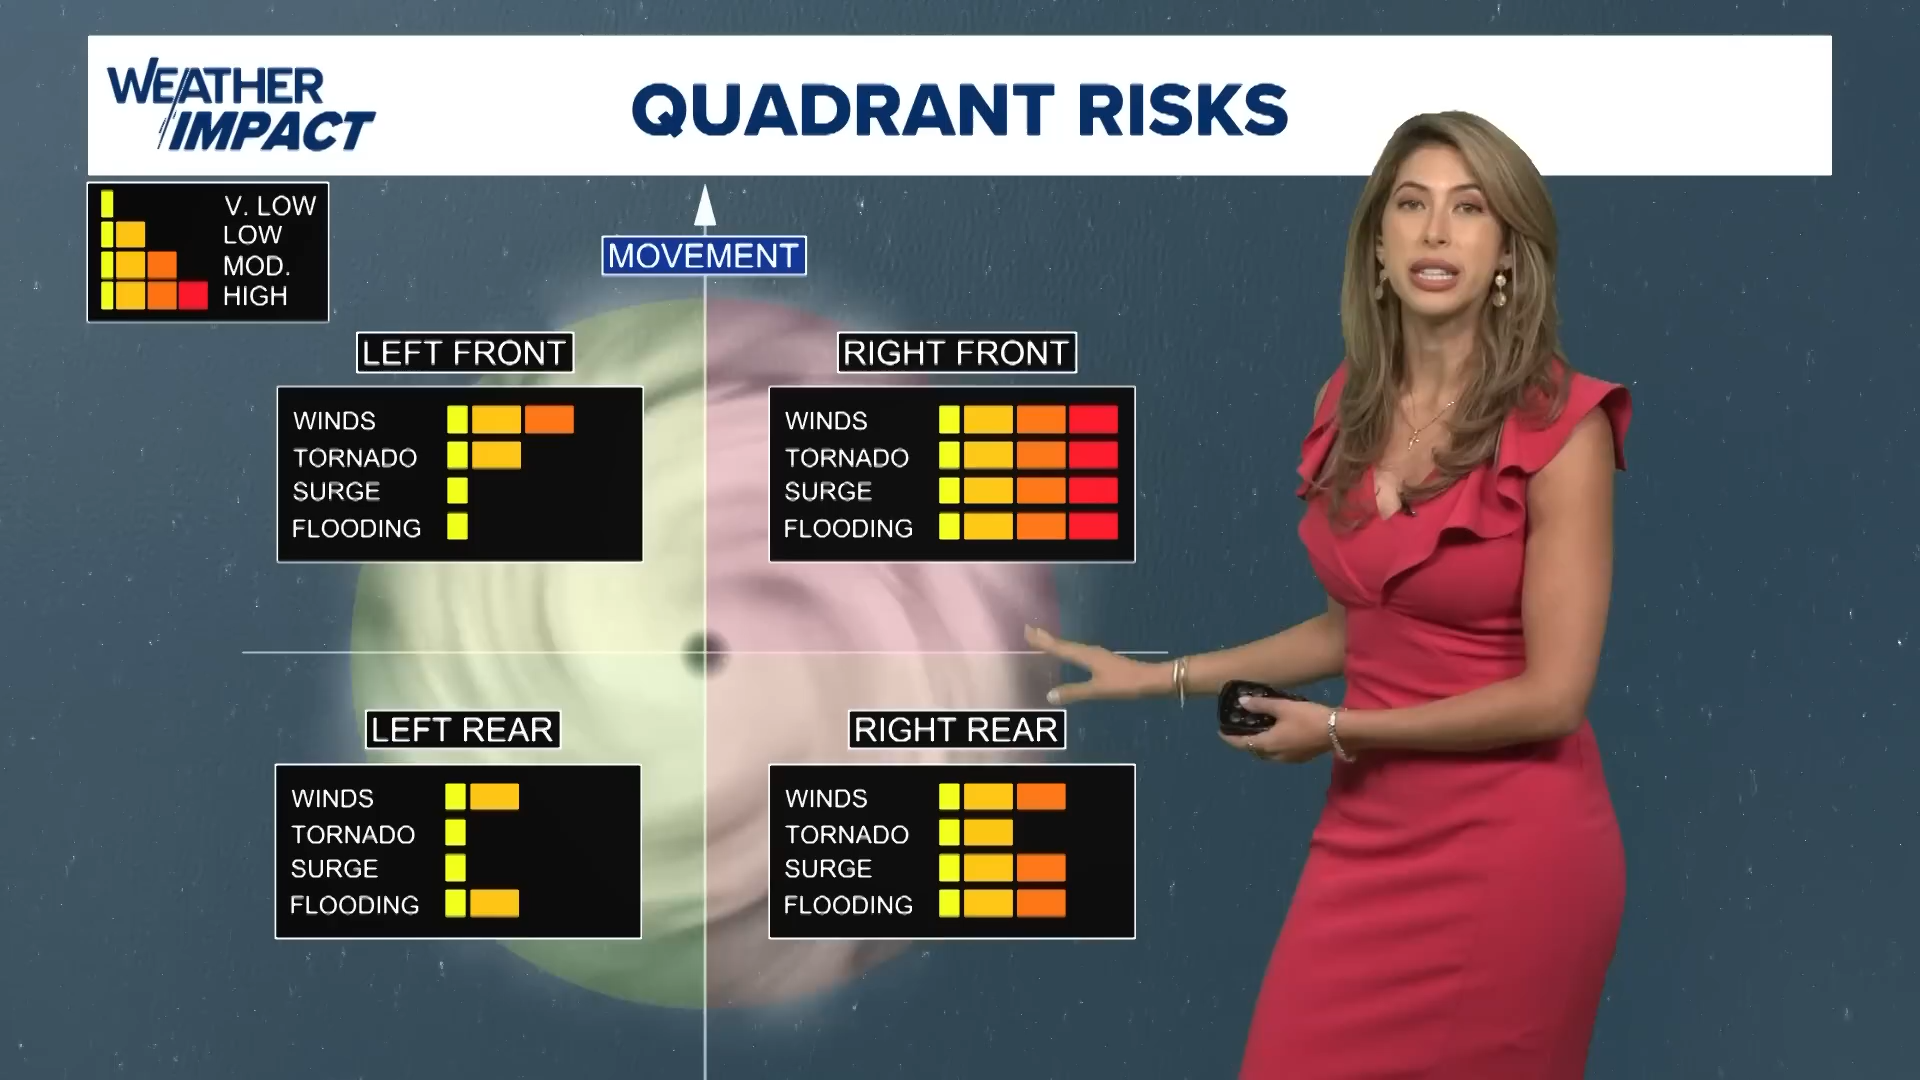 WEATHER
IMPACT
QUADRANT RISKS
V. LOW
LOW
MOD.
HIGH
MOVEMENT
LEFT FRONT
WINDS
TORNADO
SURGE
FLOODING
RIGHT FRONT
WINDS
TORNADO
SURGE
FLOODING
LEFT REAR
WINDS
TORNADO
SURGE
FLOODING
RIGHT REAR
WINDS
TORNADO
SURGE
FLOODING